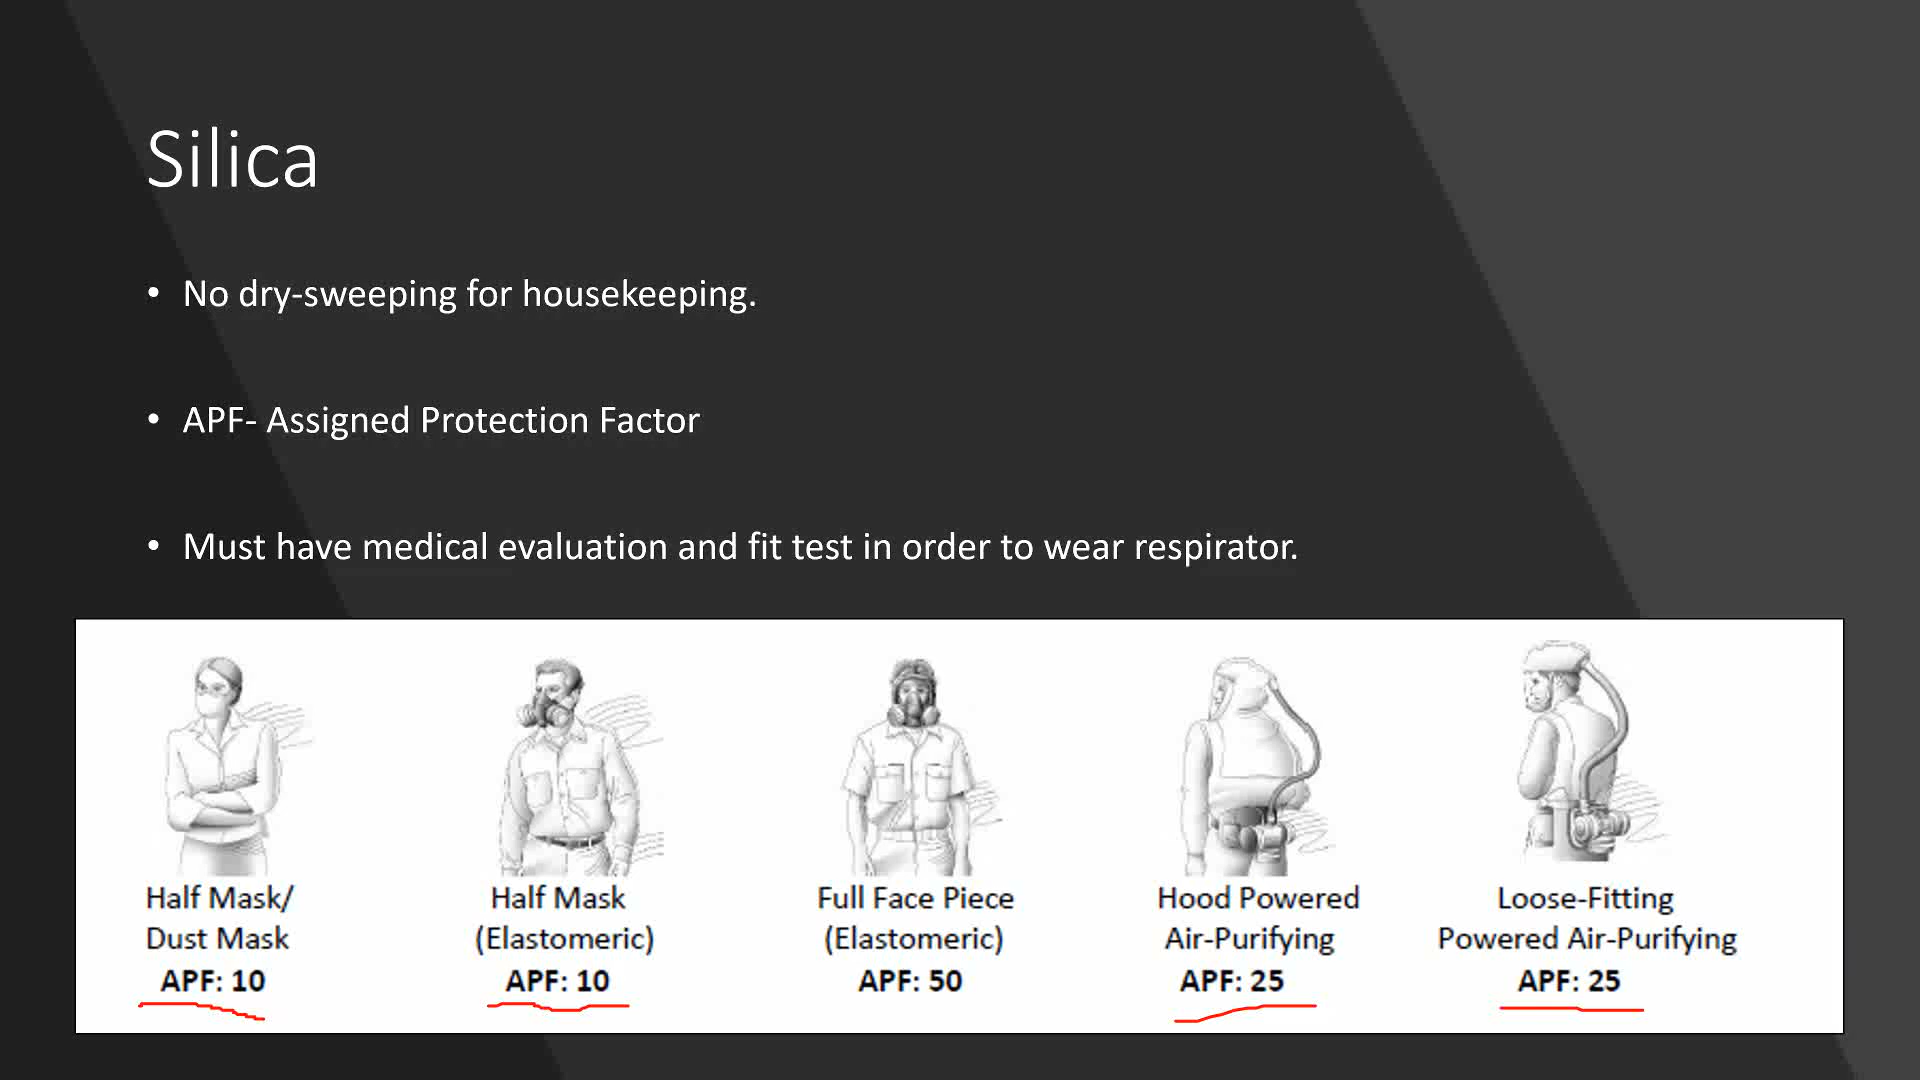 Silica
• No dry-sweeping for housekeeping.
• APF- Assigned Protection Factor
• Must have medical evaluation and fit test in order to wear respirator.
Half Mask/
Dust Mask
APF: 10
Half Mask
(Elastomeric)
APF: 10
Full Face Piece
(Elastomeric)
APF: 50
Hood Powered
Air-Purifying
APF: 25
Loose-Fitting
Powered Air-Purifying
APF: 25